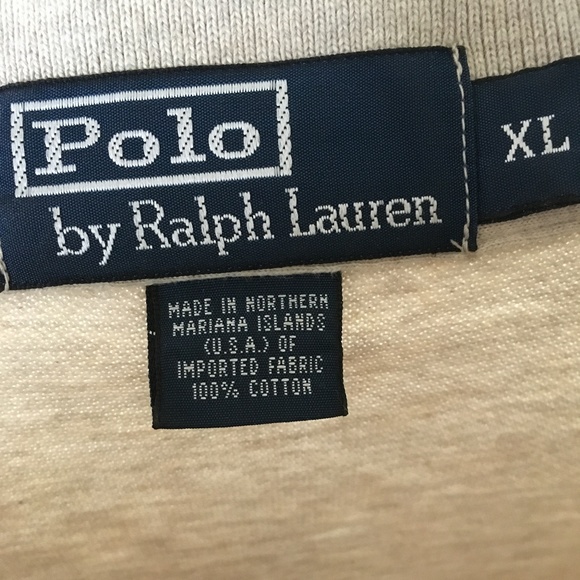 Polo
by Ralph Lauren
XL
MADE IN NORTHERN
MARIANA ISLANDS
(U.S.A.) OF
IMPORTED FABRIC
100% COTTON